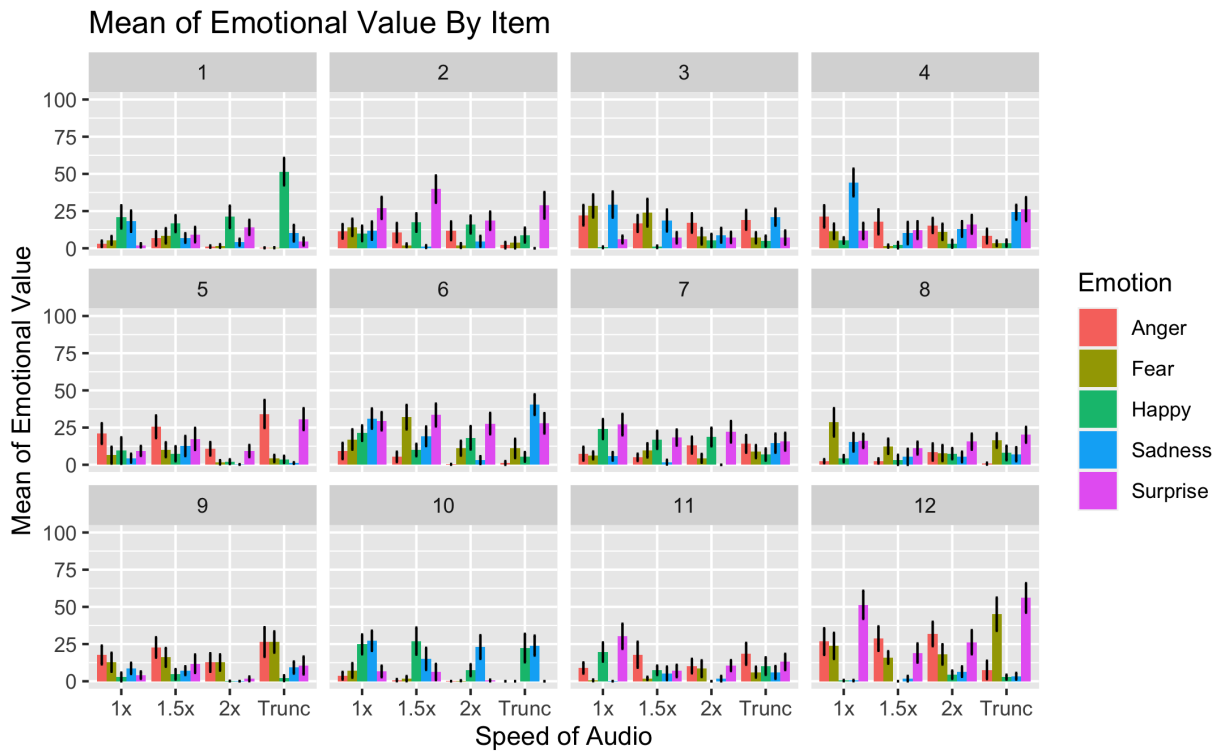 Mean of Emotional Value By Item
1 2 3 4
100
75
50
25
0
5 6 7 8
100
75
50
25
0
9 10 11 12
100
75
50
25
0
1x 1.5x 2x Trunc 1x 1.5x 2x Trunc 1x 1.5x 2x Trunc 1x 1.5x 2x Trunc
Speed of Audio
Mean of Emotional Value
Emotion
Anger
Fear
Happy
Sadness
Surprise